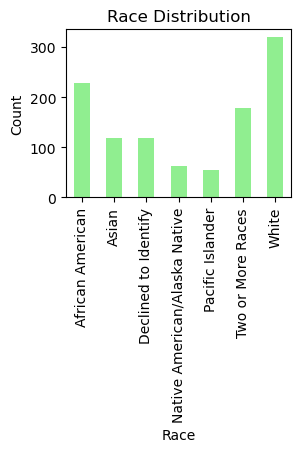 Race Distribution
Count
300
200
100
0
African American
Asian
Declined to Identify
Native American/Alaska Native
Pacific Islander
Two or More Races
White
Race